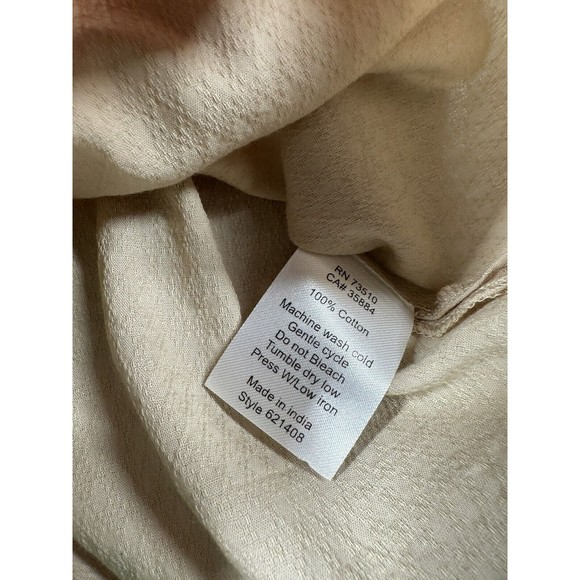 RN 73510
CA# 35884
100% Cotton
Machine wash cold
Gentle cycle
Do not Bleach
Tumble dry low
Press W/Low iron
Made in india
Style 621408